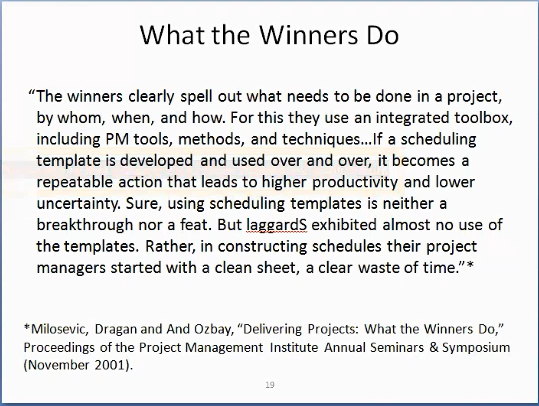 What the Winners Do
“The winners clearly spell out what needs to be done in a project,
by whom, when, and how. For this they use an integrated toolbox,
including PM tools, methods, and techniques…If a scheduling
template is developed and used over and over, it becomes a
repeatable action that leads to higher productivity and lower
uncertainty. Sure, using scheduling templates is neither a
breakthrough nor a feat. But laggardS exhibited almost no use of
the templates. Rather, in constructing schedules their project
managers started with a clean sheet, a clear waste of time.”*
*Milosevic, Dragan and And Ozbay, “Delivering Projects: What the Winners Do,”
Proceedings of the Project Management Institute Annual Seminars & Symposium
(November 2001).
19